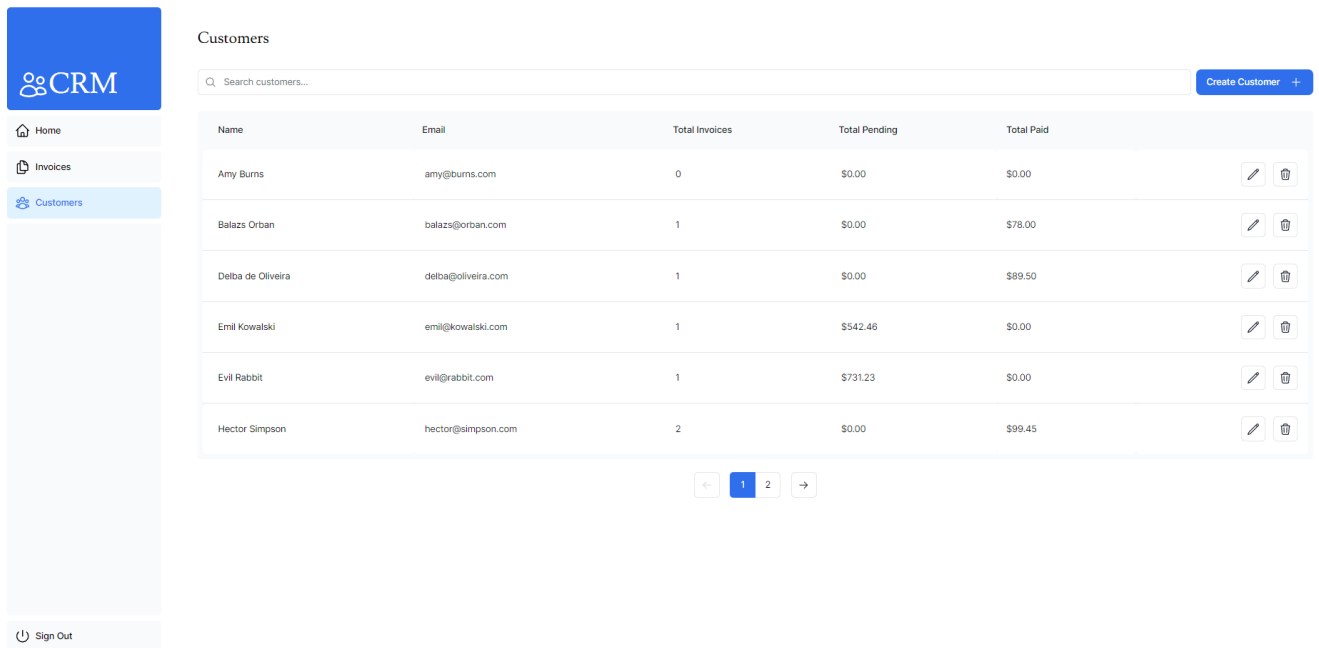 CRM
Home
Invoices
Customers
Sign Out
Customers
Search customers...
Create Customer
Name Email Total Invoices Total Pending Total Paid
Amy Burns amy@burns.com 0 $0.00 $0.00
Balazs Orban balazs@orban.com 1 $0.00 $78.00
Delba de Oliveira delba@oliveira.com 1 $0.00 $89.50
Emil Kowalski emil@kowalski.com 1 $542.46 $0.00
Evil Rabbit evil@rabbit.com 1 $731.23 $0.00
Hector Simpson hector@simpson.com 2 $0.00 $99.45
1 2